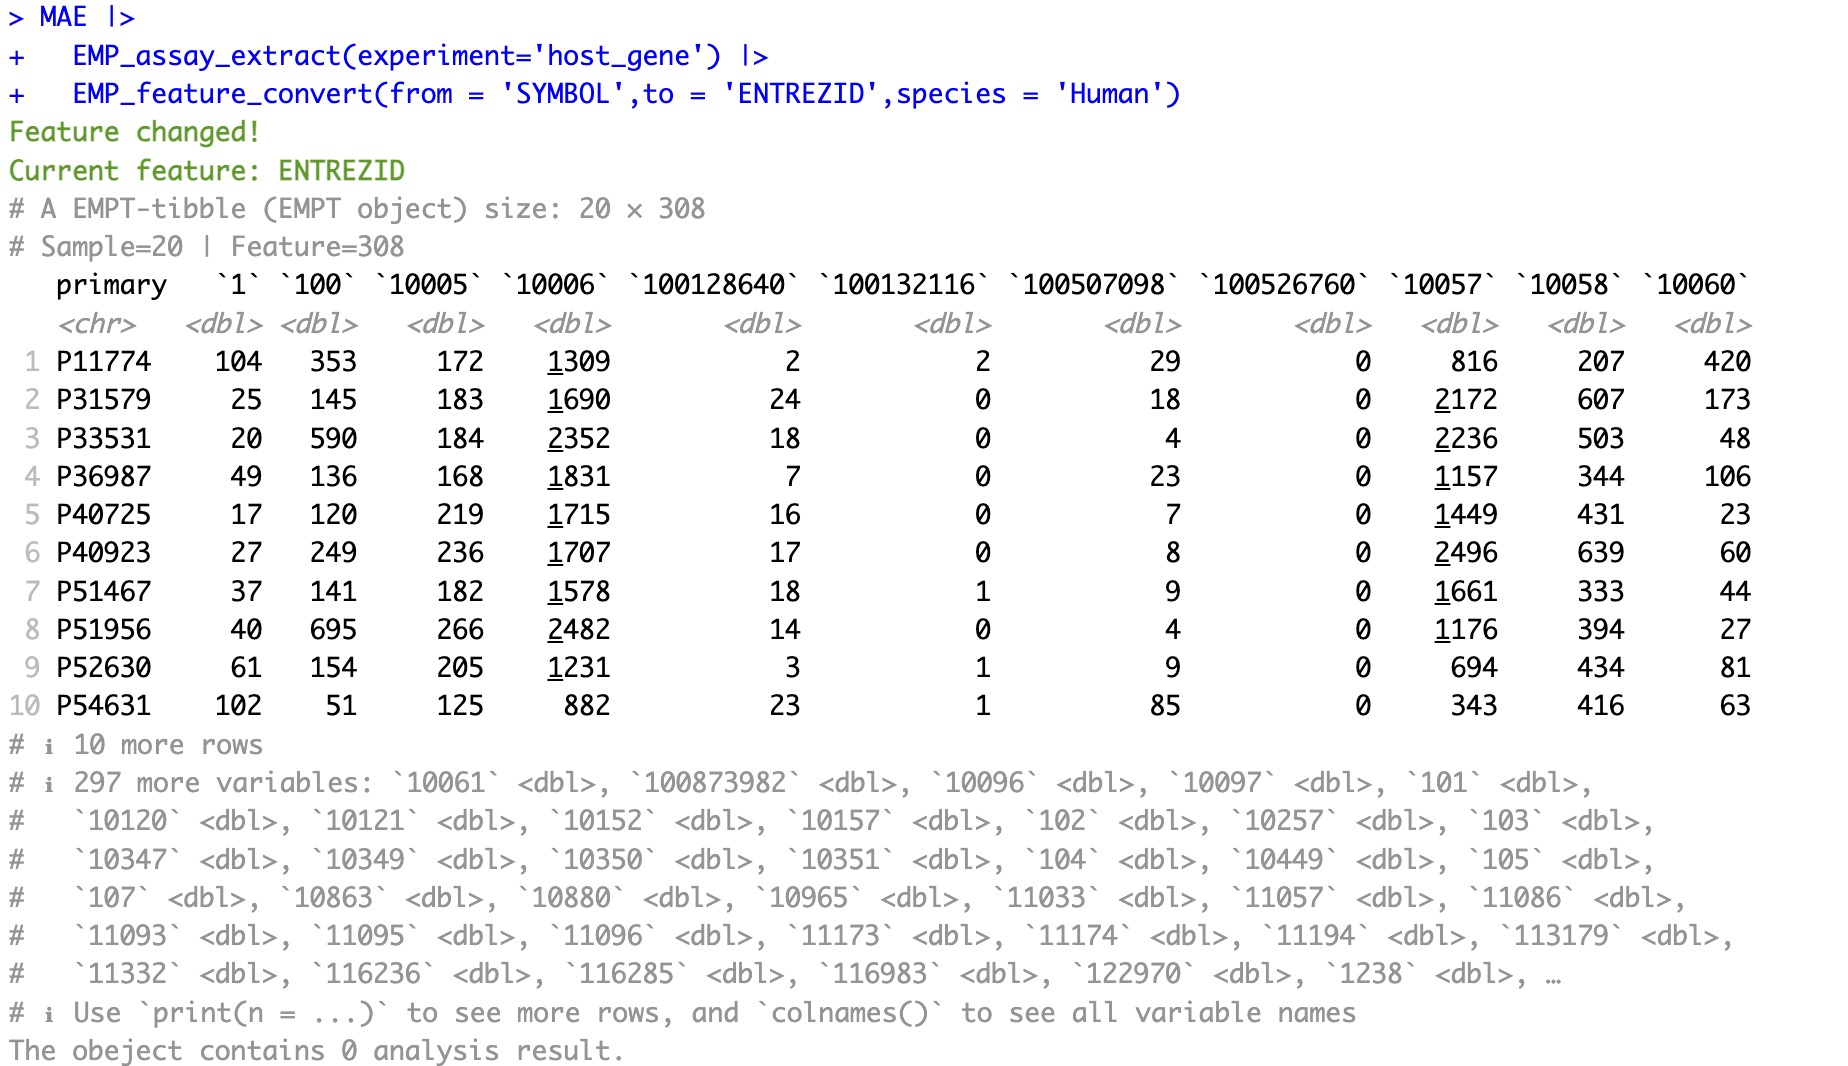 > MAE |>
+   EMP_assay_extract(experiment='host_gene') |>
+   EMP_feature_convert(from = 'SYMBOL',to = 'ENTREZID',species = 'Human')
Feature changed!
Current feature: ENTREZID
# A EMPT-tibble (EMPT object) size: 20 × 308
# Sample=20 | Feature=308
   primary   `1` `100` `10005` `10006` `100128640` `100132116` `100507098` `100526760` `10057` `10058` `10060`
   <chr>   <dbl> <dbl>   <dbl>   <dbl>       <dbl>       <dbl>       <dbl>       <dbl>   <dbl>   <dbl>   <dbl>
 1 P11774    104   353     172    1309           2           2          29           0     816     207     420
 2 P31579     25   145     183    1690          24           0          18           0    2172     607     173
 3 P33531     20   590     184    2352          18           0           4           0    2236     503      48
 4 P36987     49   136     168    1831           7           0          23           0    1157     344     106
 5 P40725     17   120     219    1715          16           0           7           0    1449     431      23
 6 P40923     27   249     236    1707          17           0           8           0    2496     639      60
 7 P51467     37   141     182    1578          18           1           9           0    1661     333      44
 8 P51956     40   695     266    2482          14           0           4           0    1176     394      27
 9 P52630     61   154     205    1231           3           1           9           0     694     434      81
10 P54631    102    51     125     882          23           1          85           0     343     416      63
# ℹ 10 more rows
# ℹ 297 more variables: `10061` <dbl>, `100873982` <dbl>, `10096` <dbl>, `10097` <dbl>, `101` <dbl>,
#   `10120` <dbl>, `10121` <dbl>, `10152` <dbl>, `10157` <dbl>, `102` <dbl>, `10257` <dbl>, `103` <dbl>,
#   `10347` <dbl>, `10349` <dbl>, `10350` <dbl>, `10351` <dbl>, `104` <dbl>, `10449` <dbl>, `105` <dbl>,
#   `107` <dbl>, `10863` <dbl>, `10880` <dbl>, `10965` <dbl>, `11033` <dbl>, `11057` <dbl>, `11086` <dbl>,
#   `11093` <dbl>, `11095` <dbl>, `11096` <dbl>, `11173` <dbl>, `11174` <dbl>, `11194` <dbl>, `113179` <dbl>,
#   `11332` <dbl>, `116236` <dbl>, `116285` <dbl>, `116983` <dbl>, `122970` <dbl>, `1238` <dbl>, …
# ℹ Use `print(n = ...)` to see more rows, and `colnames()` to see all variable names
The obeject contains 0 analysis result.